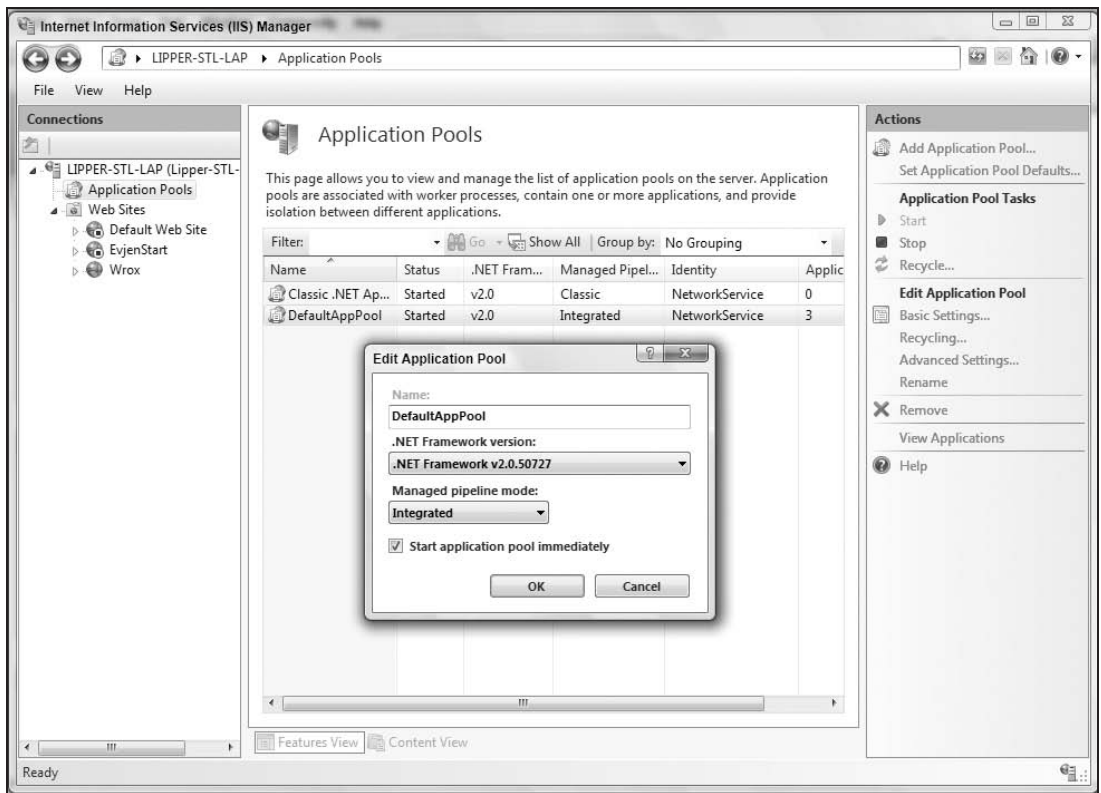 Internet Information Services (IIS) Manager
LIPPER-STL-LAP Application Pools
File View Help
Connections
LIPPER-STL-LAP (Lipper-STL-
Application Pools
Web Sites
Default Web Site
EvjenStart
Wrox
Application Pools
This page allows you to view and manage the list of application pools on the server. Application
pools are associated with worker processes, contain one or more applications, and provide
isolation between different applications.
Filter: Go Show All Group by: No Grouping
Name Status .NET Fram... Managed Pipel... Identity Applic
Classic .NET Ap... Started v2.0 Classic NetworkService 0
DefaultAppPool Started v2.0 Integrated NetworkService 3
Edit Application Pool
Name:
DefaultAppPool
.NET Framework version:
.NET Framework v2.0.50727
Managed pipeline mode:
Integrated
Start application pool immediately
OK Cancel
Features View Content View
Actions
Add Application Pool...
Set Application Pool Defaults...
Application Pool Tasks
Start
Stop
Recycle...
Edit Application Pool
Basic Settings...
Recycling...
Advanced Settings...
Rename
Remove
View Applications
Help
Ready